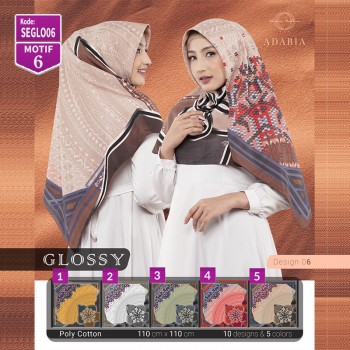 Kode:
SEGLO06
MOTIF
6
ADABIA
GLOSSY
Design 06
1 2 3 4 5
Poly Cotton 110 cm x 110 cm 10 designs & 5 colors